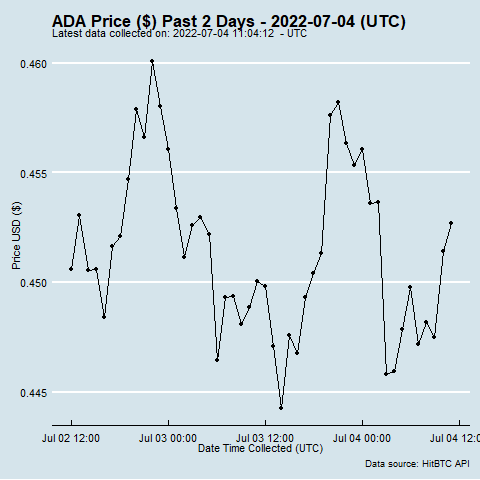 ADA Price ($) Past 2 Days - 2022-07-04 (UTC)
Latest data collected on: 2022-07-04 11:04:12 - UTC
Price USD ($)
0.460
0.455
0.450
0.445
Jul 02 12:00 Jul 03 00:00 Jul 03 12:00 Jul 04 00:00 Jul 04 12:00
Date Time Collected (UTC)
Data source: HitBTC API